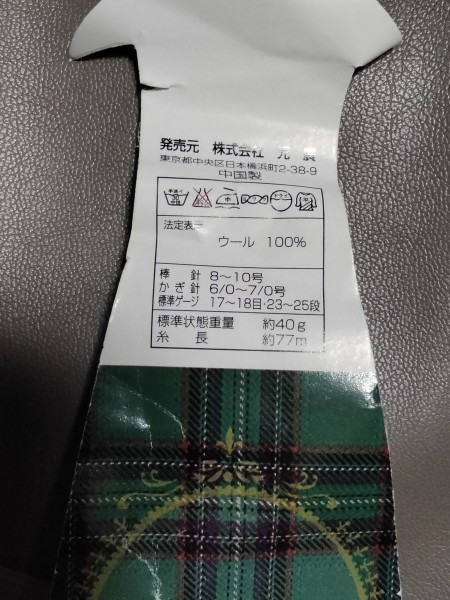 発売元 株式会社 元廣
東京都中央区日本橋浜町2-38-9
中国製
法定表示
ウール 100%
棒針 8〜10号
かぎ針 6/0〜7/0号
標準ゲージ 17〜18目・23〜25段
標準状態重量 約40g
糸長 約77m